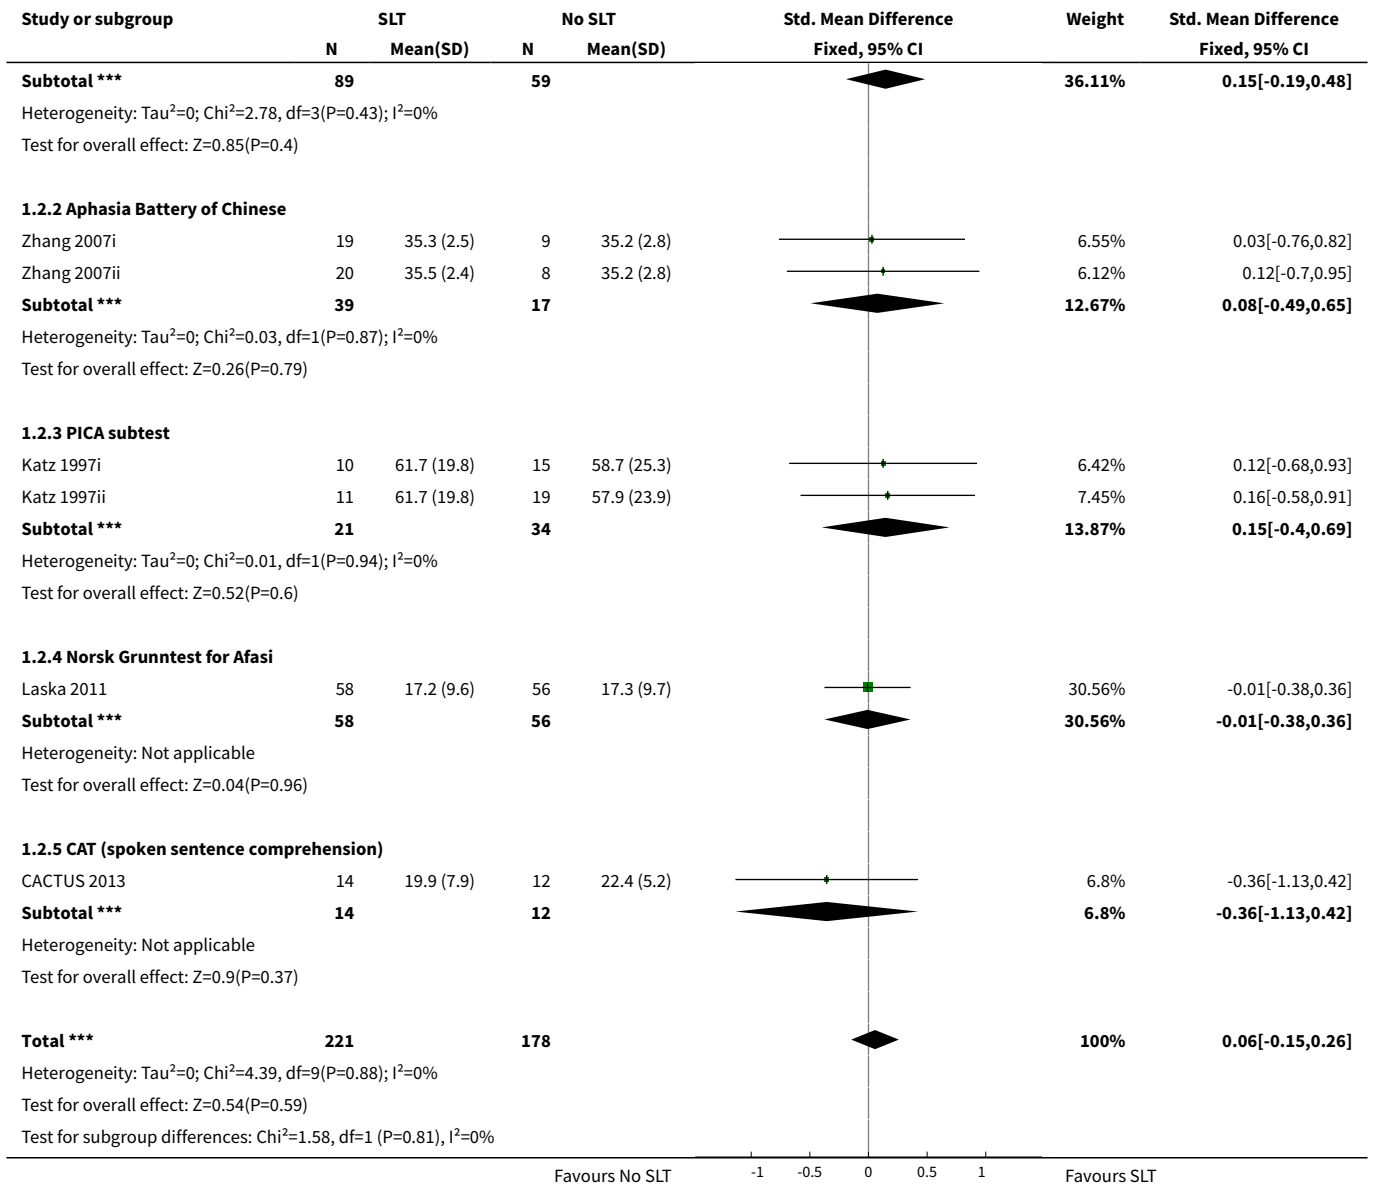 Study or subgroup SLT No SLT Std. Mean Difference Weight Std. Mean Difference
N Mean(SD) N Mean(SD) Fixed, 95% CI Fixed, 95% CI
Subtotal *** 89 59 36.11% 0.15[-0.19,0.48]
Heterogeneity: Tau²=0; Chi²=2.78, df=3(P=0.43); I²=0%
Test for overall effect: Z=0.85(P=0.4)
1.2.2 Aphasia Battery of Chinese
Zhang 2007i 19 35.3 (2.5) 9 35.2 (2.8) 6.55% 0.03[-0.76,0.82]
Zhang 2007ii 20 35.5 (2.4) 8 35.2 (2.8) 6.12% 0.12[-0.7,0.95]
Subtotal *** 39 17 12.67% 0.08[-0.49,0.65]
Heterogeneity: Tau²=0; Chi²=0.03, df=1(P=0.87); I²=0%
Test for overall effect: Z=0.26(P=0.79)
1.2.3 PICA subtest
Katz 1997i 10 61.7 (19.8) 15 58.7 (25.3) 6.42% 0.12[-0.68,0.93]
Katz 1997ii 11 61.7 (19.8) 19 57.9 (23.9) 7.45% 0.16[-0.58,0.91]
Subtotal *** 21 34 13.87% 0.15[-0.4,0.69]
Heterogeneity: Tau²=0; Chi²=0.01, df=1(P=0.94); I²=0%
Test for overall effect: Z=0.52(P=0.6)
1.2.4 Norsk Grunntest for Afasi
Laska 2011 58 17.2 (9.6) 56 17.3 (9.7) 30.56% -0.01[-0.38,0.36]
Subtotal *** 58 56 30.56% -0.01[-0.38,0.36]
Heterogeneity: Not applicable
Test for overall effect: Z=0.04(P=0.96)
1.2.5 CAT (spoken sentence comprehension)
CACTUS 2013 14 19.9 (7.9) 12 22.4 (5.2) 6.8% -0.36[-1.13,0.42]
Subtotal *** 14 12 6.8% -0.36[-1.13,0.42]
Heterogeneity: Not applicable
Test for overall effect: Z=0.9(P=0.37)
Total *** 221 178 100% 0.06[-0.15,0.26]
Heterogeneity: Tau²=0; Chi²=4.39, df=9(P=0.88); I²=0%
Test for overall effect: Z=0.54(P=0.59)
Test for subgroup differences: Chi²=1.58, df=1 (P=0.81), I²=0%
Favours No SLT -1 -0.5 0 0.5 1 Favours SLT